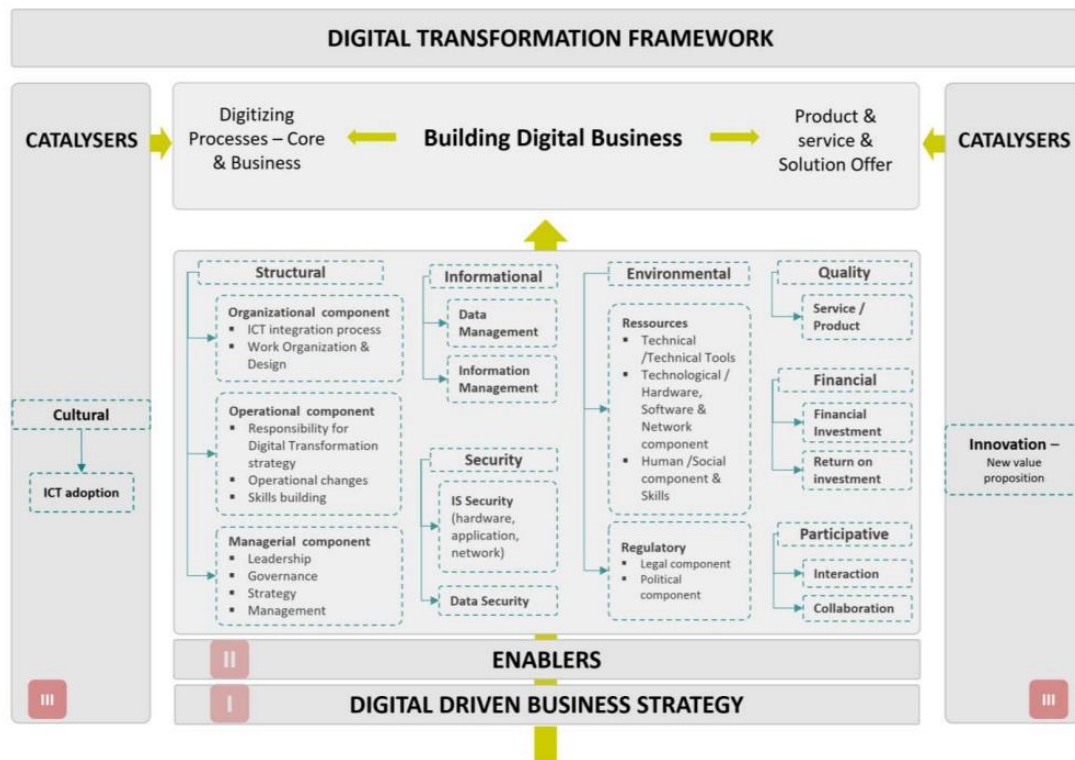 DIGITAL TRANSFORMATION FRAMEWORK
CATALYSERS
Digitizing
Processes – Core
& Business
Building Digital Business
Product &
service &
Solution Offer
CATALYSERS
Structural
Organizational component
▪ ICT integration process
▪ Work Organization &
Design
Operational component
▪ Responsibility for
Digital Transformation
strategy
▪ Operational changes
▪ Skills building
Managerial component
▪ Leadership
▪ Governance
▪ Strategy
▪ Management
Informational
Data
Management
Information
Management
Security
IS Security
(hardware,
application,
network)
Data Security
Environmental
Ressources
▪ Technical
/Technical Tools
▪ Technological /
Hardware,
Software &
Network
component
▪ Human /Social
component &
Skills
Regulatory
▪ Legal component
▪ Political
component
Quality
Service /
Product
Financial
Financial
Investment
Return on
investment
Participative
Interaction
Collaboration
Cultural
ICT adoption
Innovation –
New value
proposition
III
II
ENABLERS
I
DIGITAL DRIVEN BUSINESS STRATEGY
III